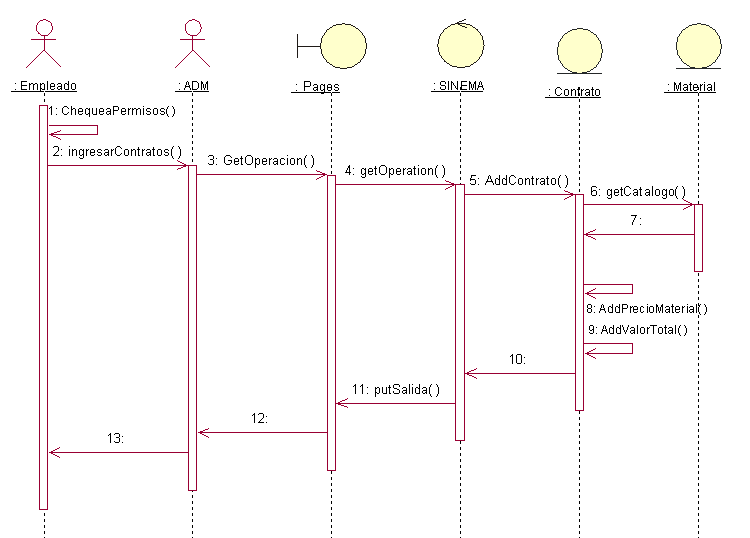 : Empleado
: ADM
: Pages
: SINEMA
: Contrato
: Material
1: ChequeaPermisos()
2: ingresarContratos()
3: GetOperacion()
4: getOperation()
5: AddContrato()
6: getCatalogo()
7:
8: AddPrecioMaterial()
9: AddValorTotal()
10:
11: putSalida()
12:
13: